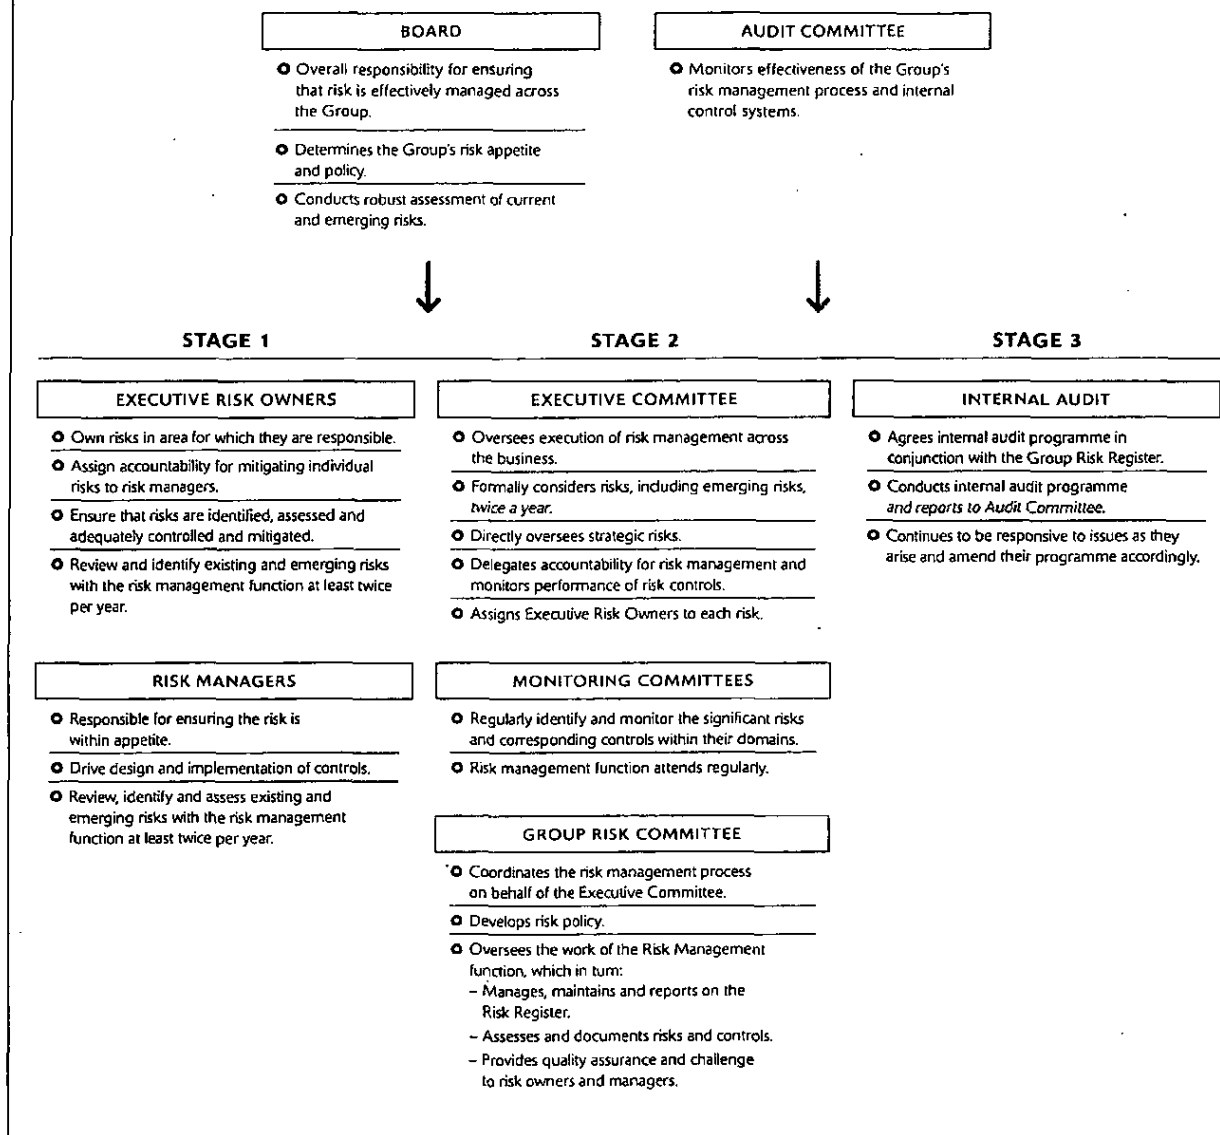 BOARD
○ Overall responsibility for ensuring
that risk is effectively managed across
the Group.
○ Determines the Group's risk appetite
and policy.
○ Conducts robust assessment of current
and emerging risks.
AUDIT COMMITTEE
○ Monitors effectiveness of the Group's
risk management process and internal
control systems.
STAGE 1
EXECUTIVE RISK OWNERS
○ Own risks in area for which they are responsible.
○ Assign accountability for mitigating individual
risks to risk managers.
○ Ensure that risks are identified, assessed and
adequately controlled and mitigated.
○ Review and identify existing and emerging risks
with the risk management function at least twice
per year.
RISK MANAGERS
○ Responsible for ensuring the risk is
within appetite.
○ Drive design and implementation of controls.
○ Review, identify and assess existing and
emerging risks with the risk management
function at least twice per year.
STAGE 2
EXECUTIVE COMMITTEE
○ Oversees execution of risk management across
the business.
○ Formally considers risks, including emerging risks,
twice a year.
○ Directly oversees strategic risks.
○ Delegates accountability for risk management and
monitors performance of risk controls.
○ Assigns Executive Risk Owners to each risk.
MONITORING COMMITTEES
○ Regularly identify and monitor the significant risks
and corresponding controls within their domains.
○ Risk management function attends regularly.
GROUP RISK COMMITTEE
○ Coordinates the risk management process
on behalf of the Executive Committee.
○ Develops risk policy.
○ Oversees the work of the Risk Management
function, which in turn:
– Manages, maintains and reports on the
Risk Register.
– Assesses and documents risks and controls.
– Provides quality assurance and challenge
to risk owners and managers.
STAGE 3
INTERNAL AUDIT
○ Agrees internal audit programme in
conjunction with the Group Risk Register.
○ Conducts internal audit programme
and reports to Audit Committee.
○ Continues to be responsive to issues as they
arise and amend their programme accordingly.